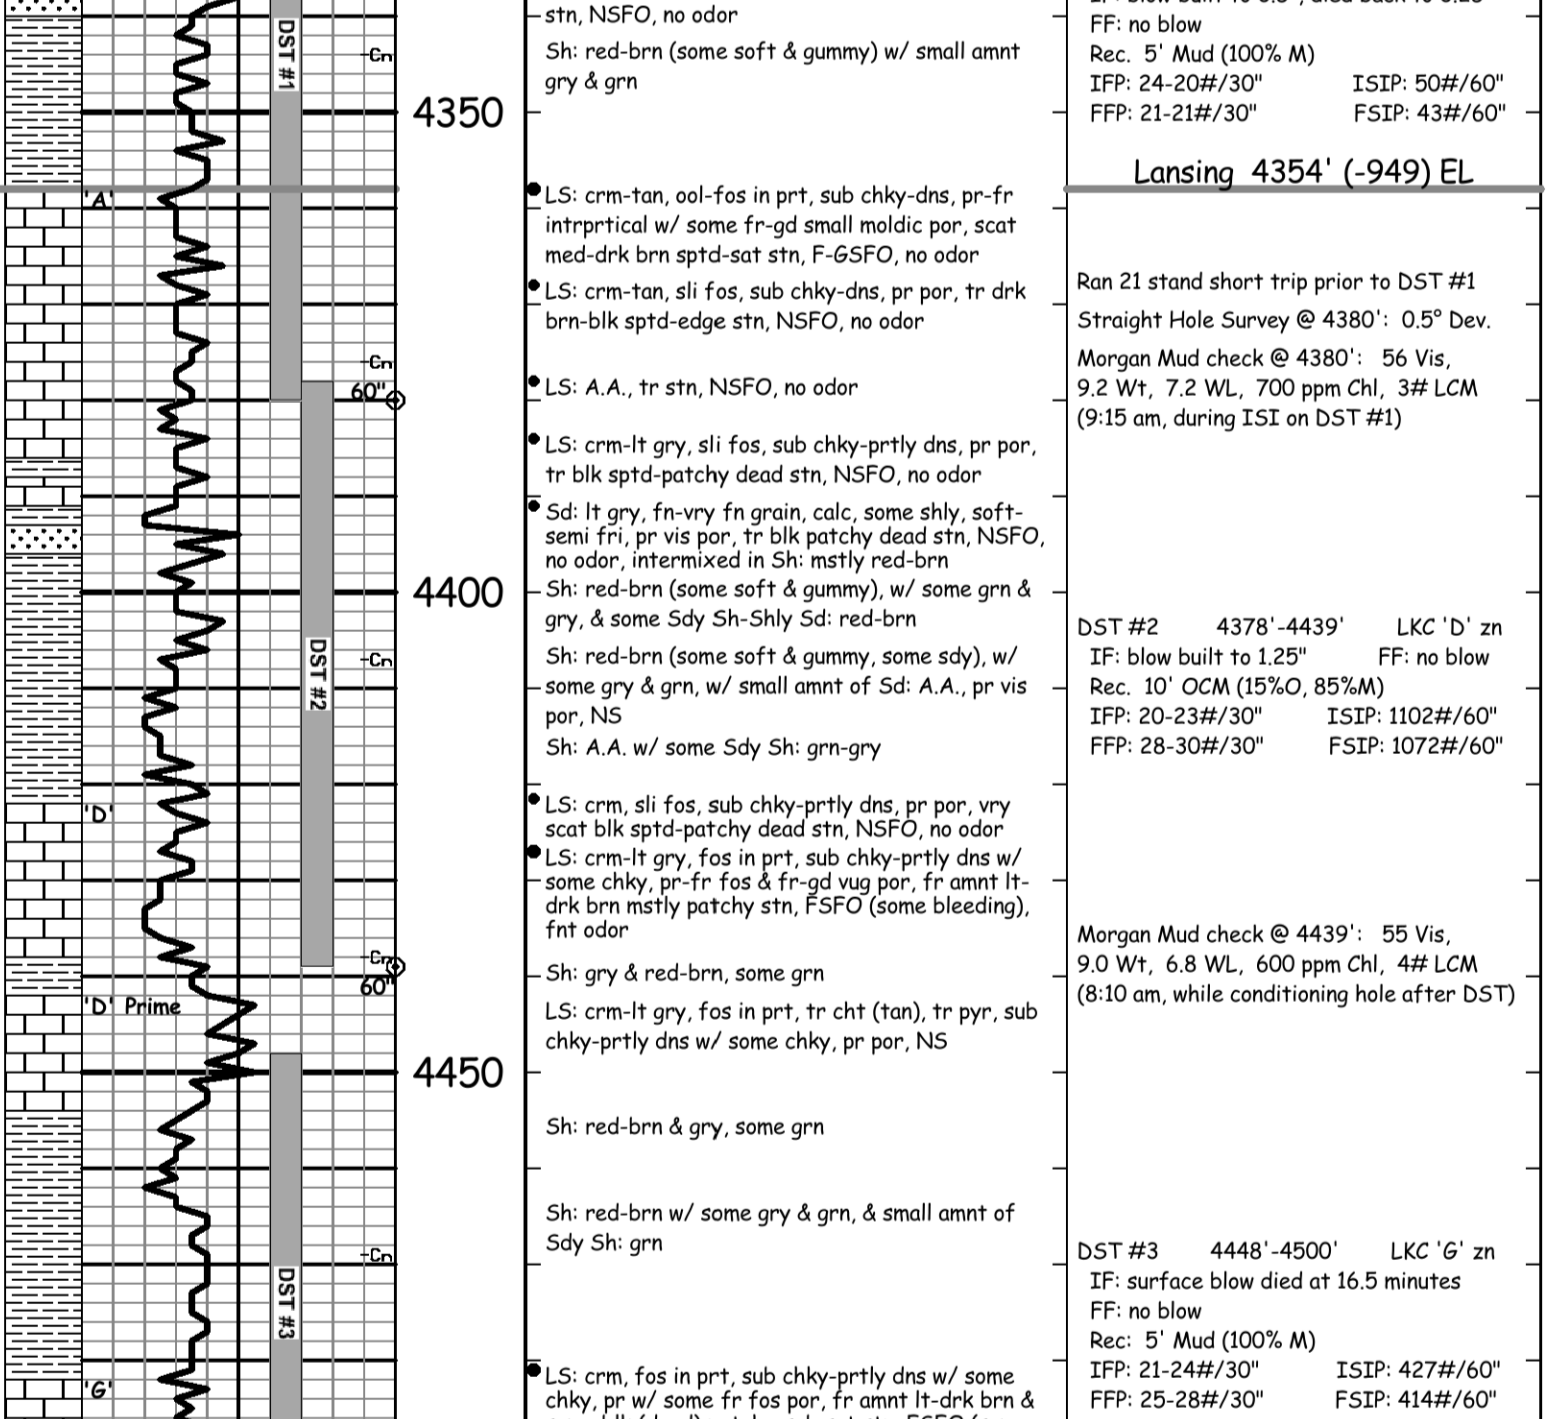 DST #1
-Cn
4350
'A'
-Cn
60"
4400
DST #2
-Cn
'D'
-Cn
60"
'D' Prime
4450
-Cn
DST #3
'G'
stn, NSFO, no odor
Sh: red-brn (some soft & gummy) w/ small amnt
gry & grn
LS: crm-tan, ool-fos in prt, sub chky-dns, pr-fr
intrprtical w/ some fr-gd small moldic por, scat
med-drk brn sptd-sat stn, F-GSFO, no odor
LS: crm-tan, sli fos, sub chky-dns, pr por, tr drk
brn-blk sptd-edge stn, NSFO, no odor
LS: A.A., tr stn, NSFO, no odor
LS: crm-lt gry, sli fos, sub chky-prtly dns, pr por,
tr blk sptd-patchy dead stn, NSFO, no odor
Sd: lt gry, fn-vry fn grain, calc, some shly, soft-
semi fri, pr vis por, tr blk patchy dead stn, NSFO,
no odor, intermixed in Sh: mstly red-brn
Sh: red-brn (some soft & gummy), w/ some grn &
gry, & some Sdy Sh-Shly Sd: red-brn
Sh: red-brn (some soft & gummy, some sdy), w/
some gry & grn, w/ small amnt of Sd: A.A., pr vis
por, NS
Sh: A.A. w/ some Sdy Sh: grn-gry
LS: crm, sli fos, sub chky-prtly dns, pr por, vry
scat blk sptd-patchy dead stn, NSFO, no odor
LS: crm-lt gry, fos in prt, sub chky-prtly dns w/
some chky, pr-fr fos & fr-gd vug por, fr amnt lt-
drk brn mstly patchy stn, FSFO (some bleeding),
fnt odor
Sh: gry & red-brn, some grn
LS: crm-lt gry, fos in prt, tr cht (tan), tr pyr, sub
chky-prtly dns w/ some chky, pr por, NS
Sh: red-brn & gry, some grn
Sh: red-brn w/ some gry & grn, & small amnt of
Sdy Sh: grn
LS: crm, fos in prt, sub chky-prtly dns w/ some
chky, pr w/ some fr fos por, fr amnt lt-drk brn &
FF: no blow
Rec. 5' Mud (100% M)
IFP: 24-20#/30" ISIP: 50#/60"
FFP: 21-21#/30" FSIP: 43#/60"
Lansing 4354' (-949) EL
Ran 21 stand short trip prior to DST #1
Straight Hole Survey @ 4380': 0.5° Dev.
Morgan Mud check @ 4380': 56 Vis,
9.2 Wt, 7.2 WL, 700 ppm Chl, 3# LCM
(9:15 am, during ISI on DST #1)
DST #2 4378'-4439' LKC 'D' zn
IF: blow built to 1.25" FF: no blow
Rec. 10' OCM (15%O, 85%M)
IFP: 20-23#/30" ISIP: 1102#/60"
FFP: 28-30#/30" FSIP: 1072#/60"
Morgan Mud check @ 4439': 55 Vis,
9.0 Wt, 6.8 WL, 600 ppm Chl, 4# LCM
(8:10 am, while conditioning hole after DST)
DST #3 4448'-4500' LKC 'G' zn
IF: surface blow died at 16.5 minutes
FF: no blow
Rec: 5' Mud (100% M)
IFP: 21-24#/30" ISIP: 427#/60"
FFP: 25-28#/30" FSIP: 414#/60"